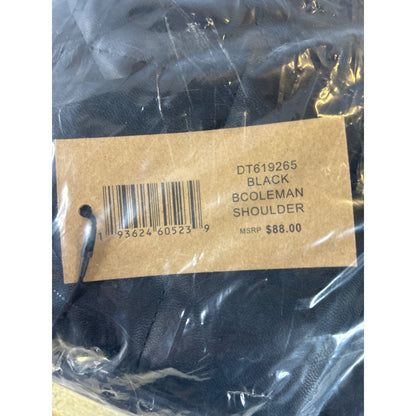 DT619265
BLACK
BCOLEMAN
SHOULDER
MSRP $88.00
1 93624 60523 9